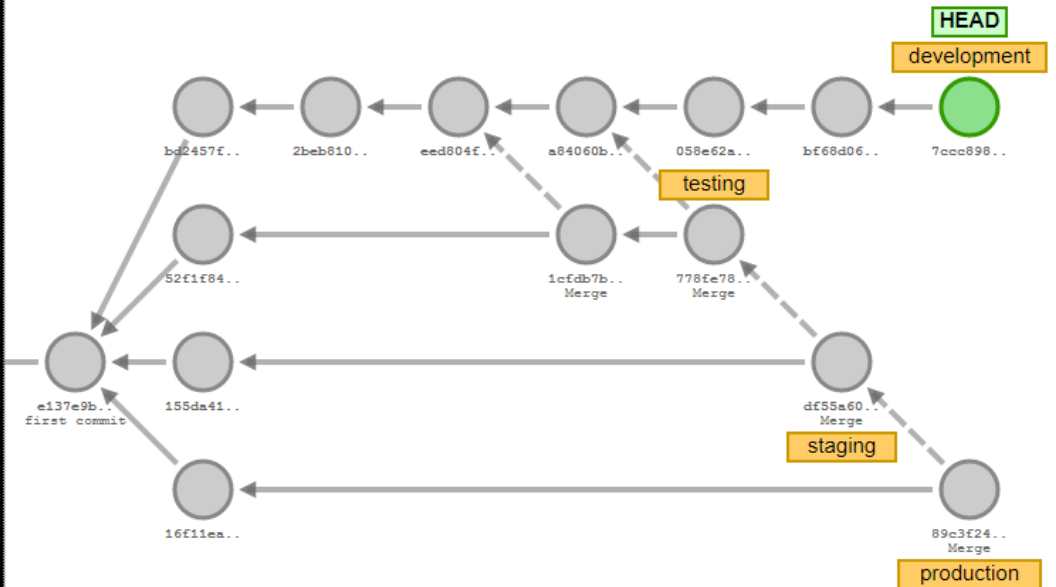 HEAD
development
bd2457f..
2beb810..
eed804f..
a84060b..
058e62a..
bf68d06..
7ccc898..
testing
52f1f84..
1cfdb7b..
Merge
778fe78..
Merge
e137e9b..
first commit
155da41..
df55a60..
Merge
staging
16f11ea..
89c3f24..
Merge
production